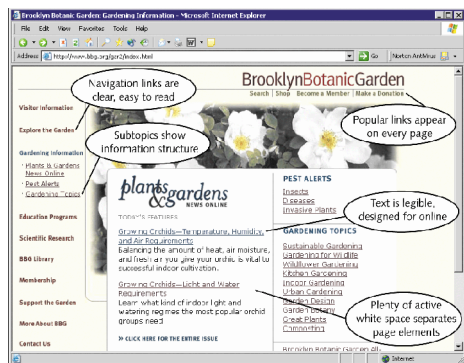 Brooklyn Botanic Garden: Gardening Information - Microsoft Internet Explorer
File Edit View Favorites Tools Help
Address http://www.bbg.org/gar2/index.html
Go
Norton AntiVirus
BrooklynBotanicGarden
Search | Shop Become a Member | Make a Donation
Navigation links are
clear, easy to read
Popular links appear
on every page
Subtopics show
information structure
Text is legible,
designed for online
Plenty of active
white space separates
page elements
Visitor Information
Explore the Garden
Gardening Information
Plants & Gardens
News Online
Pest Alerts
Gardening Topics
Education Programs
Scientific Research
BBG Library
Membership
Support the Garden
More About BBG
Contact Us
plants
&gardens
NEWS ONLINE
TODAY'S FEATURES
Growing Orchids—Temperature, Humidity,
and Air Requirements
Balancing the amount of heat, air moisture,
and fresh air you give your orchids is vital to
successful indoor cultivation.
Growing Orchids—Light and Water
Requirements
Learn what kind of indoor light and
watering regimes the most popular orchid
groups need
» CLICK HERE FOR THE ENTIRE ISSUE
PEST ALERTS
Insects
Diseases
Invasive Plants
GARDENING TOPICS
Sustainable Gardening
Gardening for Wildlife
Wildflower Gardening
Kitchen Gardening
Indoor Gardening
Urban Gardening
Garden Design
Garden Botany
Great Plants
Composting
Brooklyn Botanic Garden All-
Internet